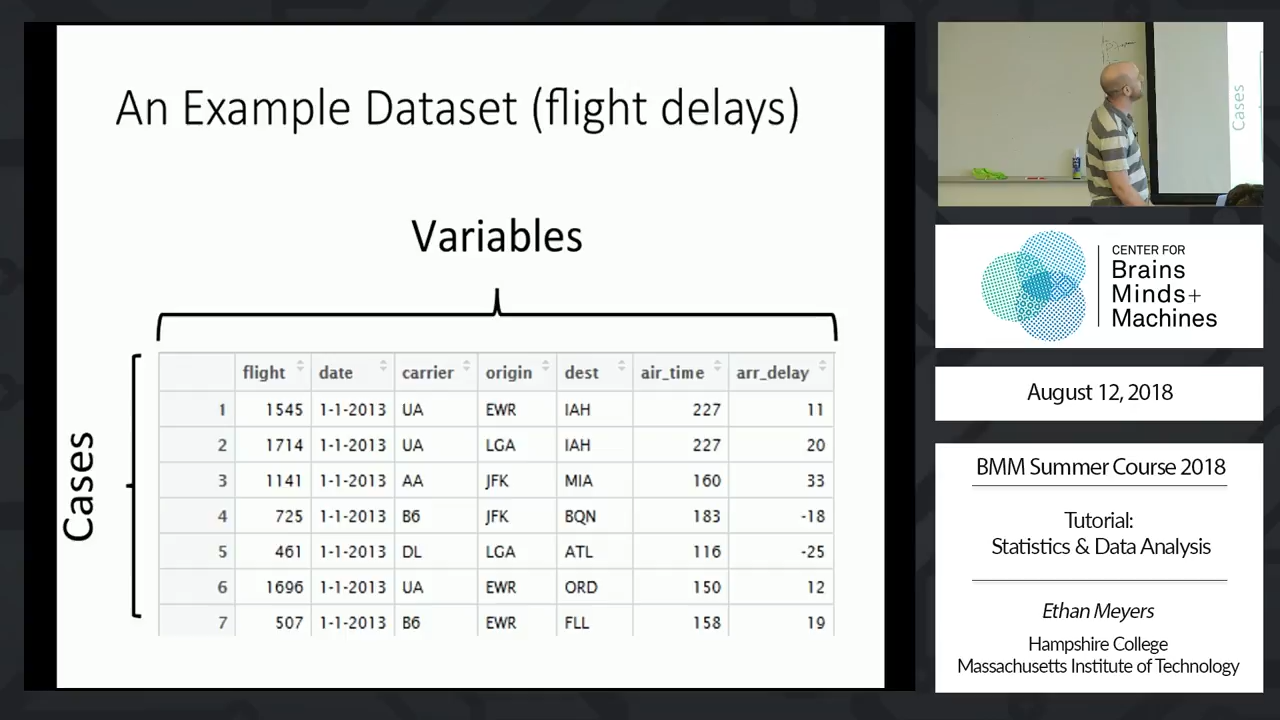 An Example Dataset (flight delays)
Variables
Cases
flight date carrier origin dest air_time arr_delay
1 1545 1-1-2013 UA EWR IAH 227 11
2 1714 1-1-2013 UA LGA IAH 227 20
3 1141 1-1-2013 AA JFK MIA 160 33
4 725 1-1-2013 B6 JFK BQN 183 -18
5 461 1-1-2013 DL LGA ATL 116 -25
6 1696 1-1-2013 UA EWR ORD 150 12
7 507 1-1-2013 B6 EWR FLL 158 19
Cases
CENTER FOR
Brains
Minds+
Machines
August 12, 2018
BMM Summer Course 2018
Tutorial:
Statistics & Data Analysis
Ethan Meyers
Hampshire College
Massachusetts Institute of Technology